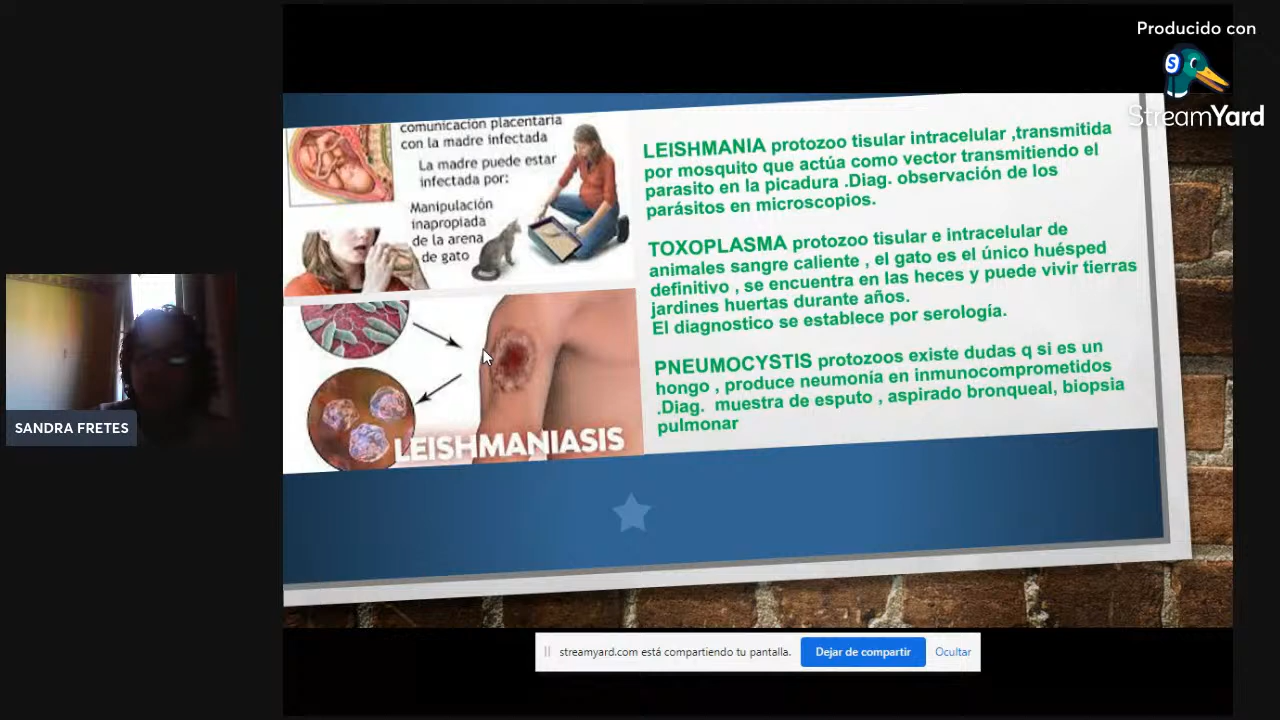 Producido con
StreamYard
comunicación placentaria
con la madre infectada
La madre puede estar
infectada por:
Manipulación
inapropiada
de la arena
de gato
LEISHMANIASIS
LEISHMANIA protozoo tisular intracelular ,transmitida
por mosquito que actúa como vector transmitiendo el
parasito en la picadura .Diag. observación de los
parásitos en microscopios.
TOXOPLASMA protozoo tisular e intracelular de
animales sangre caliente , el gato es el único huésped
definitivo , se encuentra en las heces y puede vivir tierras
jardines huertas durante años.
El diagnostico se establece por serología.
PNEUMOCYSTIS protozoos existe dudas q si es un
hongo , produce neumonía en inmunocomprometidos
.Diag. muestra de esputo , aspirado bronqueal, biopsia
pulmonar
SANDRA FRETES
streamyard.com está compartiendo tu pantalla.
Dejar de compartir
Ocultar